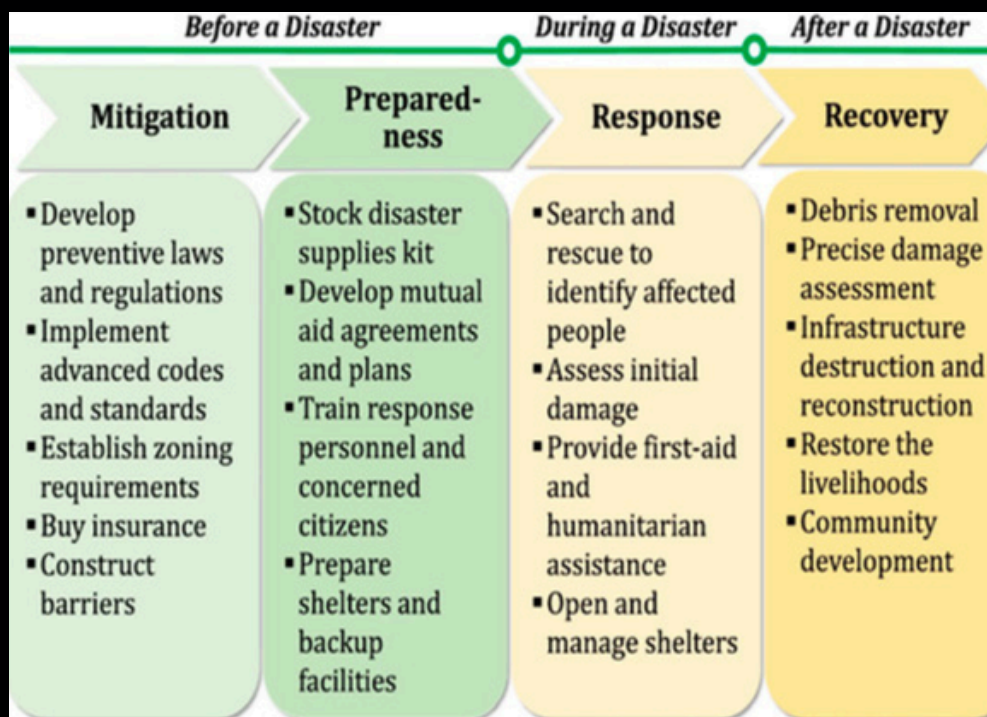 Before a Disaster
During a Disaster
After a Disaster
Mitigation
Prepared-
ness
Response
Recovery
▪Develop
preventive laws
and regulations
▪Implement
advanced codes
and standards
▪Establish zoning
requirements
▪Buy insurance
▪Construct
barriers
▪Stock disaster
supplies kit
▪Develop mutual
aid agreements
and plans
▪Train response
personnel and
concerned
citizens
▪Prepare
shelters and
backup
facilities
▪Search and
rescue to
identify affected
people
▪Assess initial
damage
▪Provide first-aid
and
humanitarian
assistance
▪Open and
manage shelters
▪Debris removal
▪Precise damage
assessment
▪Infrastructure
destruction and
reconstruction
▪Restore the
livelihoods
▪Community
development